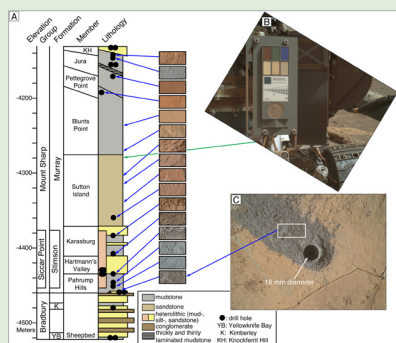 A
Elevation
Group
Formation
Member
Lithology
KH
Jura
Pettegrove
Point
Blunts
Point
Sutton
Island
Karasburg
Hartmann's
Valley
Pahrump
Hills
K
YB
Sheepbed
-4200
-4300
-4400
-4500
Meters
Mount Sharp
Murray
Siccar Point
Stimson
Bradbury
B
C
16 mm diameter
mudstone
sandstone
heterolithic (mud-,
silt-, sandstone)
conglomerate
thickly and thinly
laminated mudstone
: drill hole
YB: Yellowknife Bay
K: Kimberley
KH: Knockferril Hill